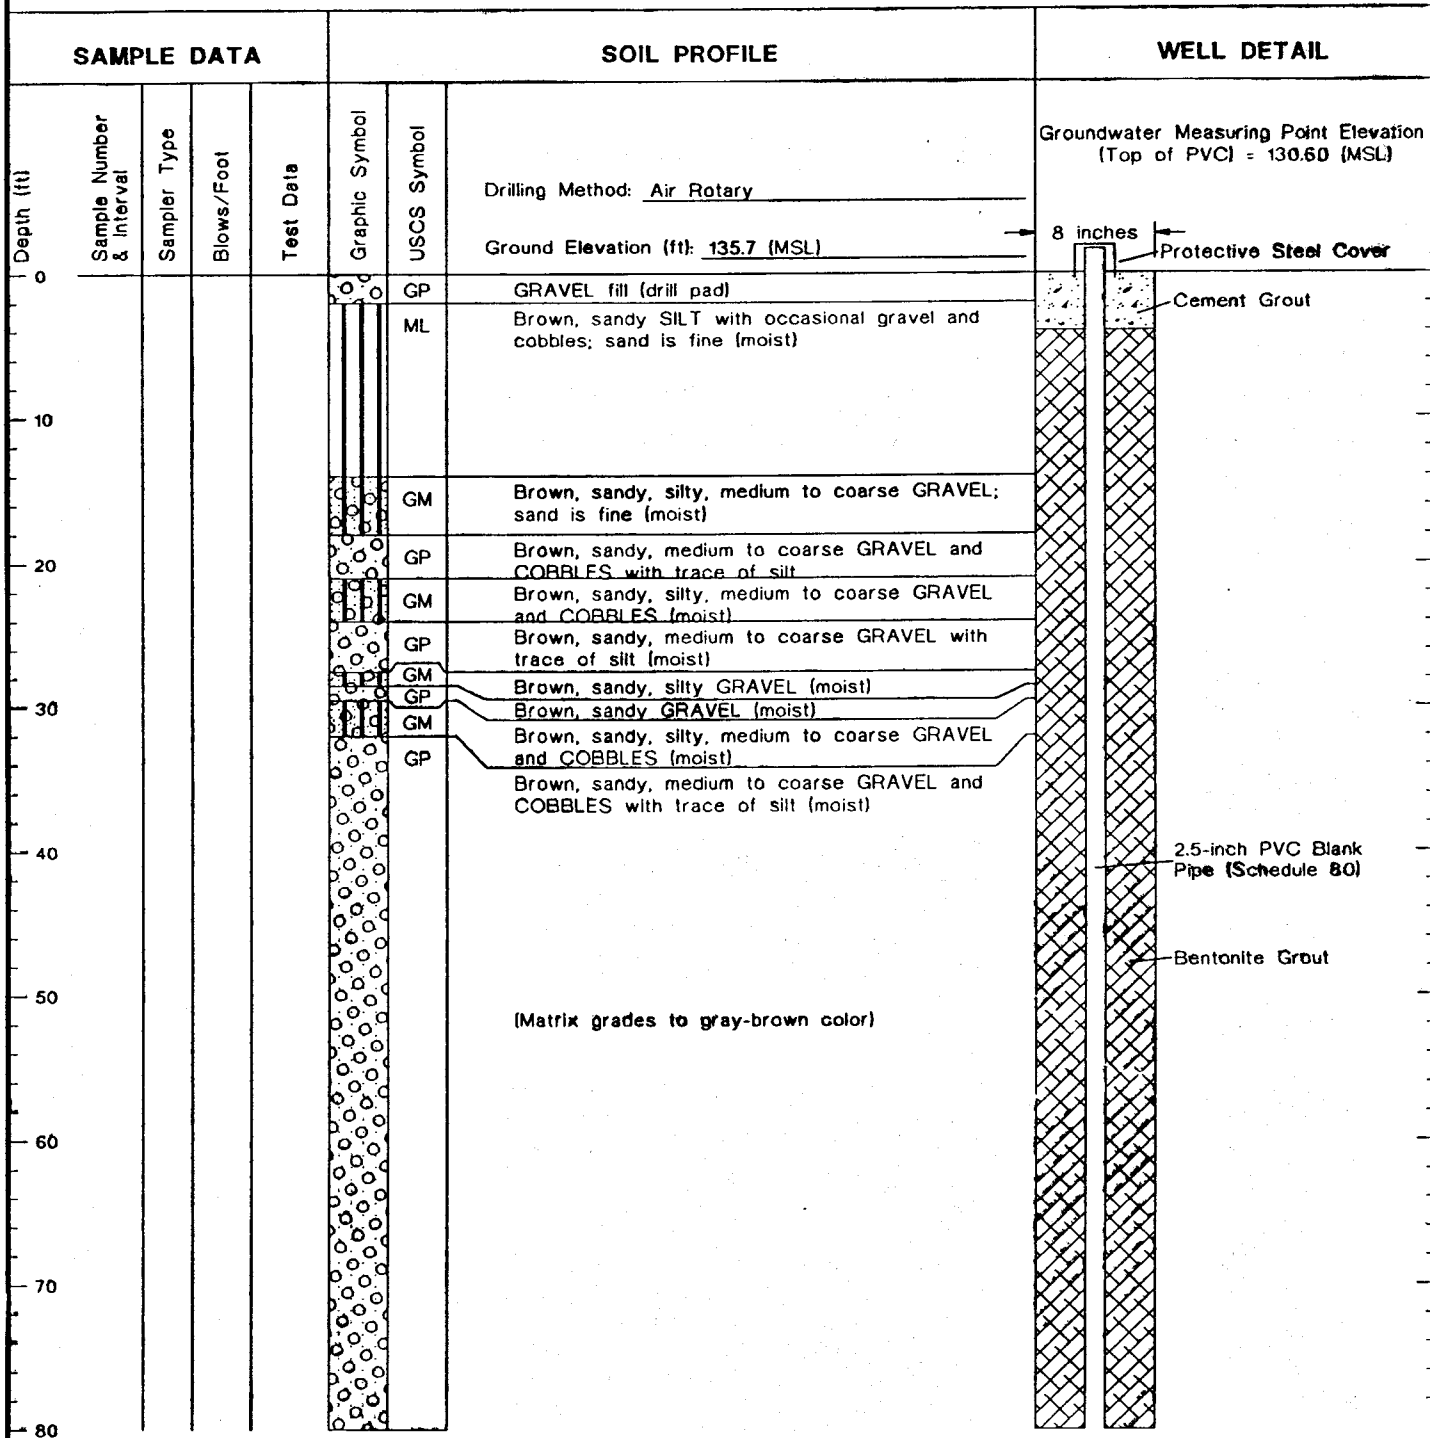 SAMPLE DATA
SOIL PROFILE
WELL DETAIL
Depth (ft)
Sample Number
& Interval
Sampler Type
Blows/Foot
Test Data
Graphic Symbol
USCS Symbol
Drilling Method: Air Rotary
Ground Elevation (ft): 135.7 (MSL)
Groundwater Measuring Point Elevation
(Top of PVC) = 130.60 (MSL)
8 inches
Protective Steel Cover
Cement Grout
0
GP
GRAVEL fill (drill pad)
ML
Brown, sandy SILT with occasional gravel and
cobbles; sand is fine (moist)
10
GM
Brown, sandy, silty, medium to coarse GRAVEL;
sand is fine (moist)
GP
Brown, sandy, medium to coarse GRAVEL and
COBBLES with trace of silt
20
GM
Brown, sandy, silty, medium to coarse GRAVEL
and COBBLES (moist)
GP
Brown, sandy, medium to coarse GRAVEL with
trace of silt (moist)
GM
Brown, sandy, silty GRAVEL (moist)
GP
Brown, sandy GRAVEL (moist)
30
GM
Brown, sandy, silty, medium to coarse GRAVEL
and COBBLES (moist)
GP
Brown, sandy, medium to coarse GRAVEL and
COBBLES with trace of silt (moist)
40
2.5-inch PVC Blank
Pipe (Schedule 80)
Bentonite Grout
50
(Matrix grades to gray-brown color)
60
70
80